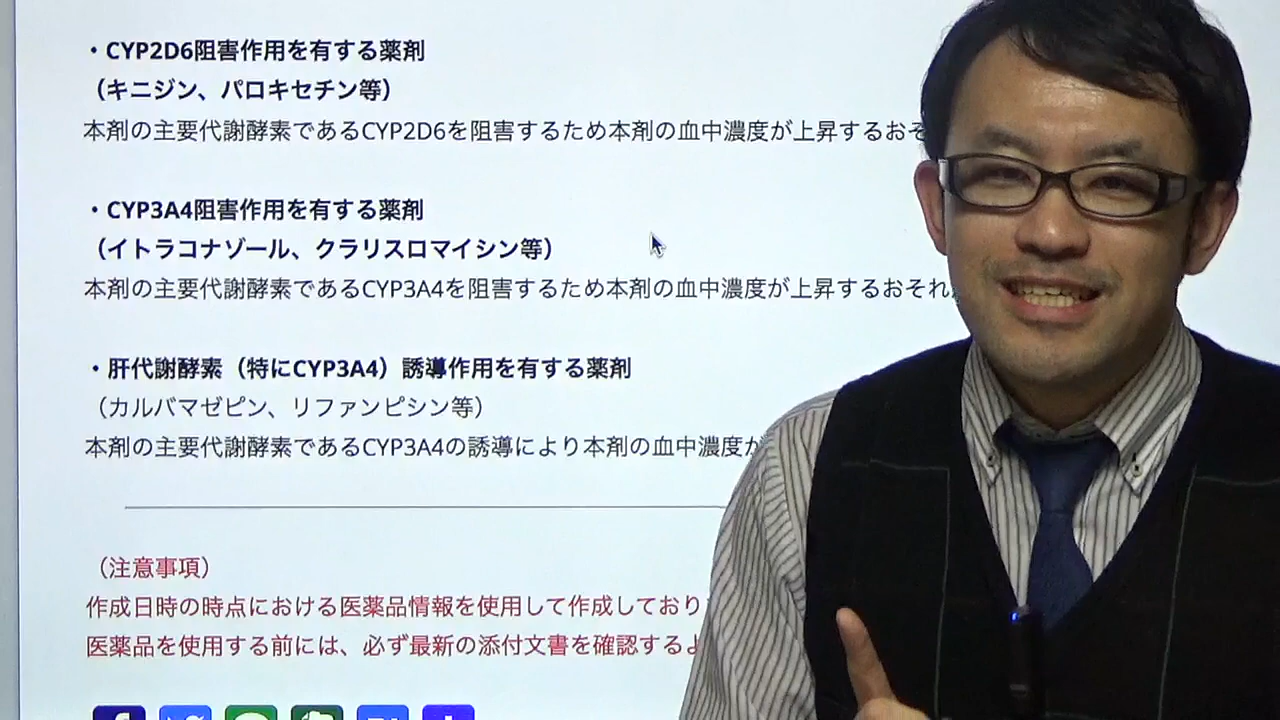 ・CYP2D6阻害作用を有する薬剤
（キニジン、パロキセチン等）
本剤の主要代謝酵素であるCYP2D6を阻害するため本剤の血中濃度が上昇するおそ
・CYP3A4阻害作用を有する薬剤
（イトラコナゾール、クラリスロマイシン等）
本剤の主要代謝酵素であるCYP3A4を阻害するため本剤の血中濃度が上昇するおそれ
・肝代謝酵素（特にCYP3A4）誘導作用を有する薬剤
（カルバマゼピン、リファンピシン等）
本剤の主要代謝酵素であるCYP3A4の誘導により本剤の血中濃度が
（注意事項）
作成日時の時点における医薬品情報を使用して作成しており
医薬品を使用する前には、必ず最新の添付文書を確認するよ